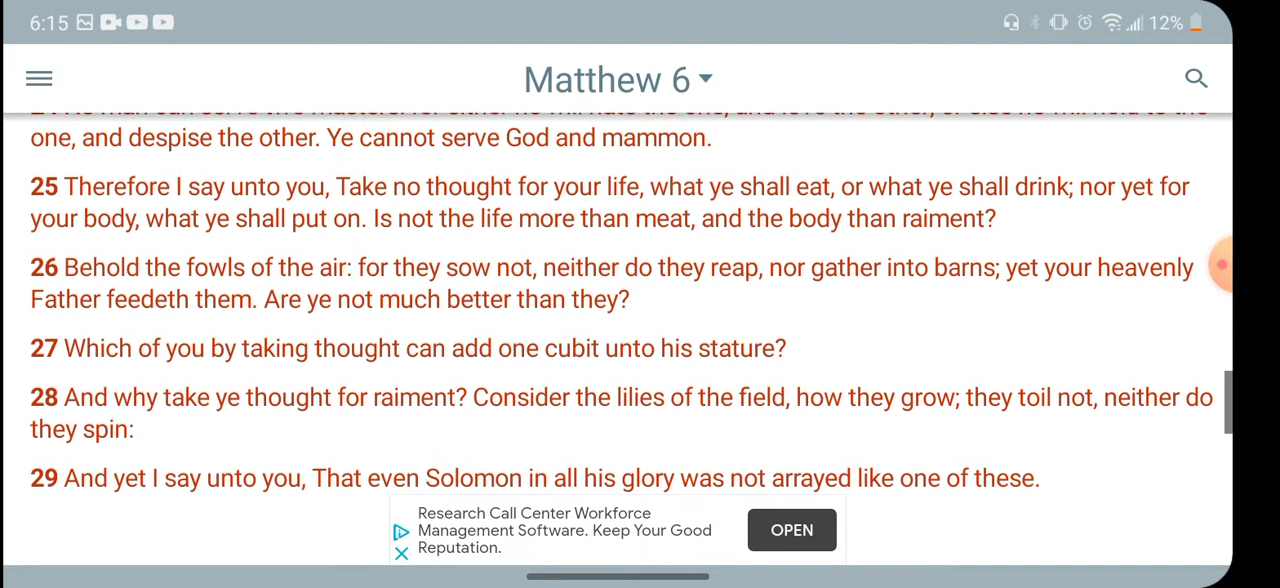 6:15 12%
Matthew 6
one, and despise the other. Ye cannot serve God and mammon.
25 Therefore I say unto you, Take no thought for your life, what ye shall eat, or what ye shall drink; nor yet for
your body, what ye shall put on. Is not the life more than meat, and the body than raiment?
26 Behold the fowls of the air: for they sow not, neither do they reap, nor gather into barns; yet your heavenly
Father feedeth them. Are ye not much better than they?
27 Which of you by taking thought can add one cubit unto his stature?
28 And why take ye thought for raiment? Consider the lilies of the field, how they grow; they toil not, neither do
they spin:
29 And yet I say unto you, That even Solomon in all his glory was not arrayed like one of these.
Research Call Center Workforce
Management Software. Keep Your Good
Reputation.
OPEN